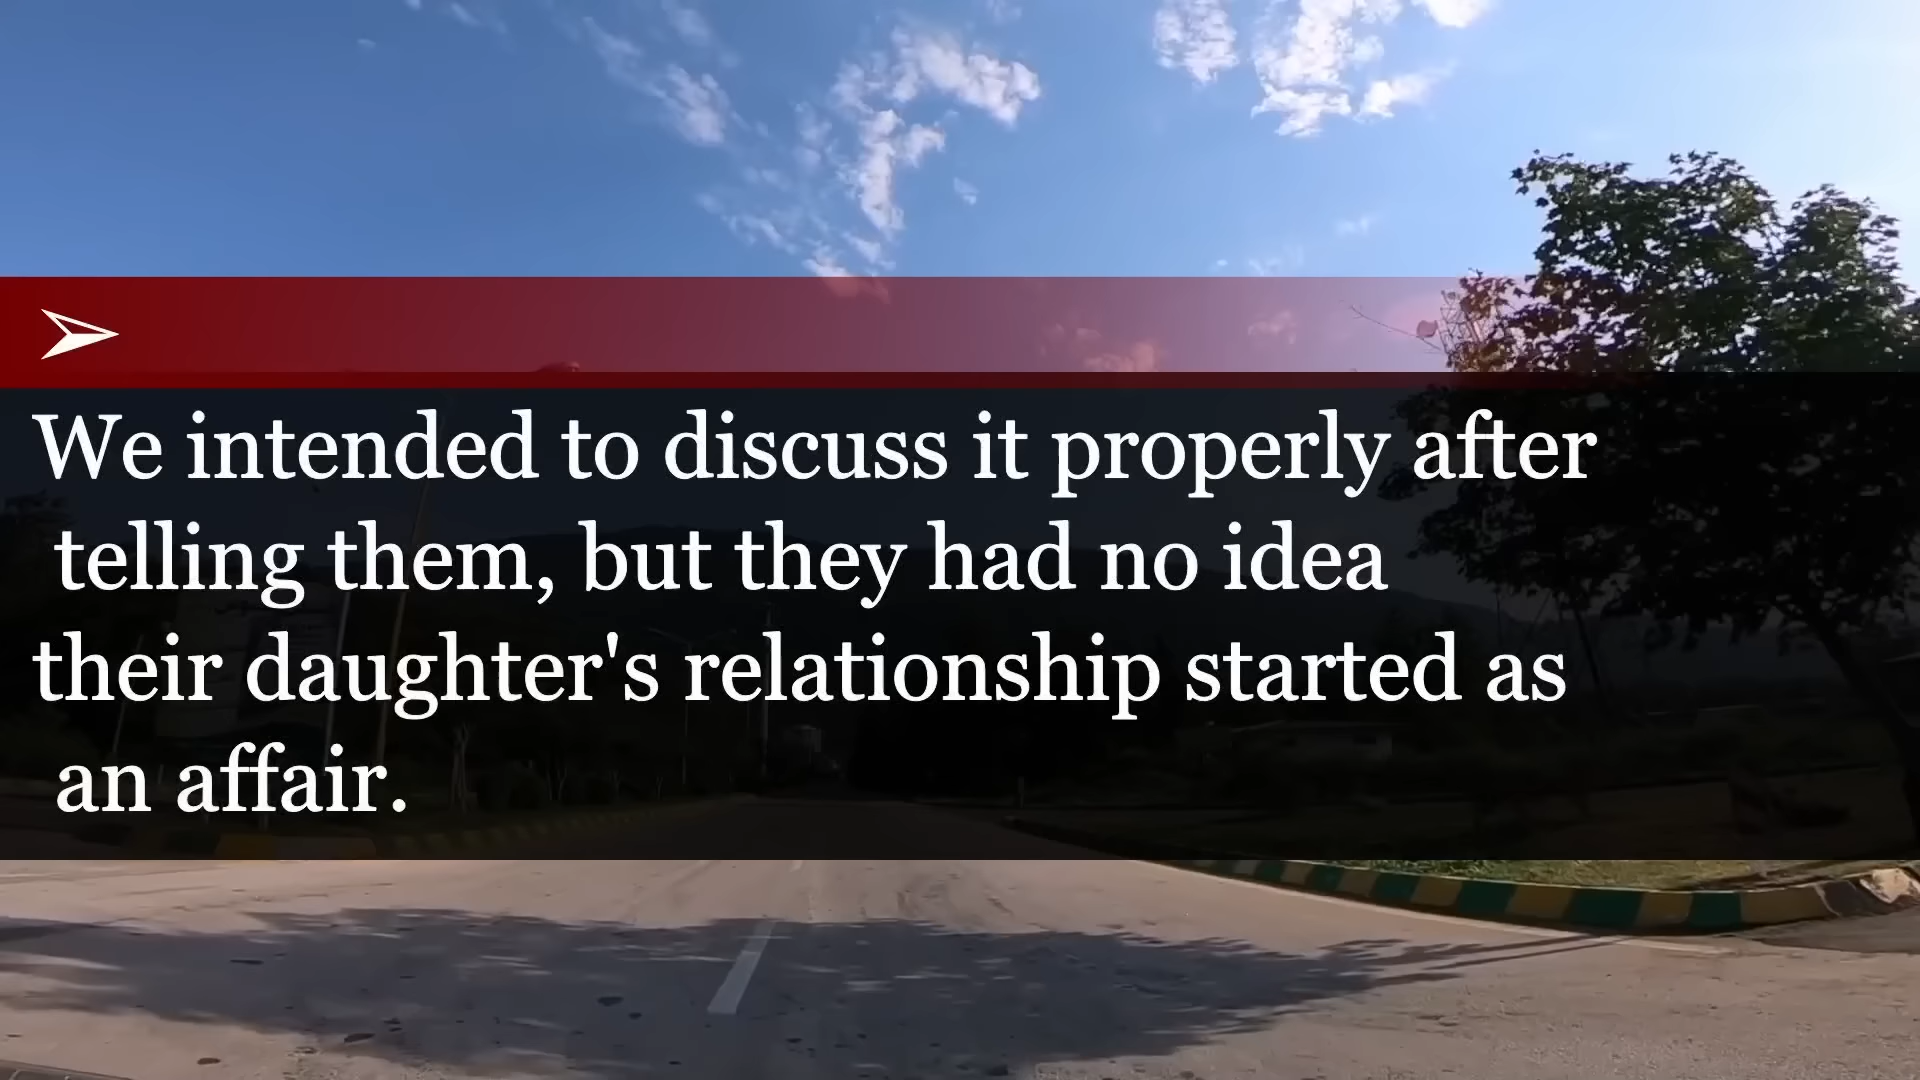 We intended to discuss it properly after
telling them, but they had no idea
their daughter's relationship started as
an affair.